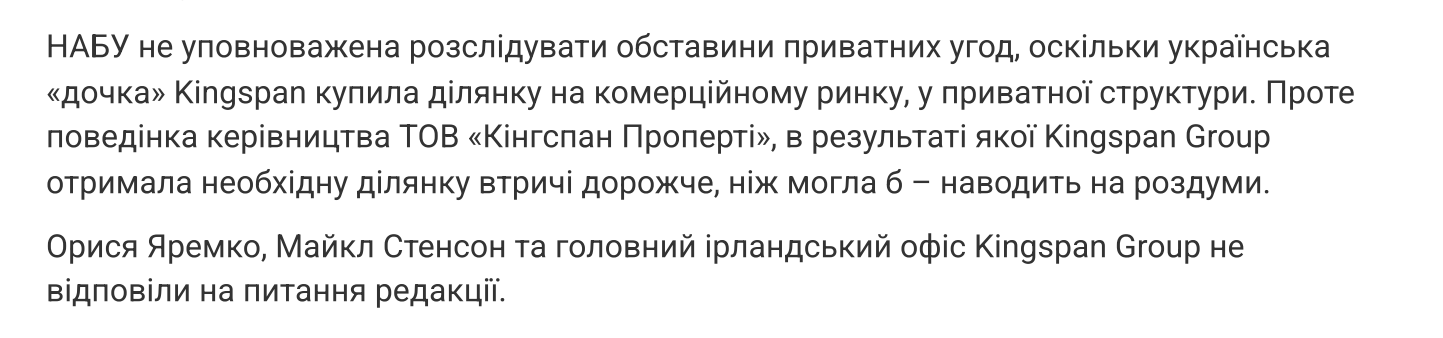 НАБУ не уповноважена розслідувати обставини приватних угод, оскільки українська
«дочка» Kingspan купила ділянку на комерційному ринку, у приватної структури. Проте
поведінка керівництва ТОВ «Кінгспан Проперті», в результаті якої Kingspan Group
отримала необхідну ділянку втричі дорожче, ніж могла б – наводить на роздуми.
Орися Яремко, Майкл Стенсон та головний ірландський офіс Kingspan Group не
відповіли на питання редакції.